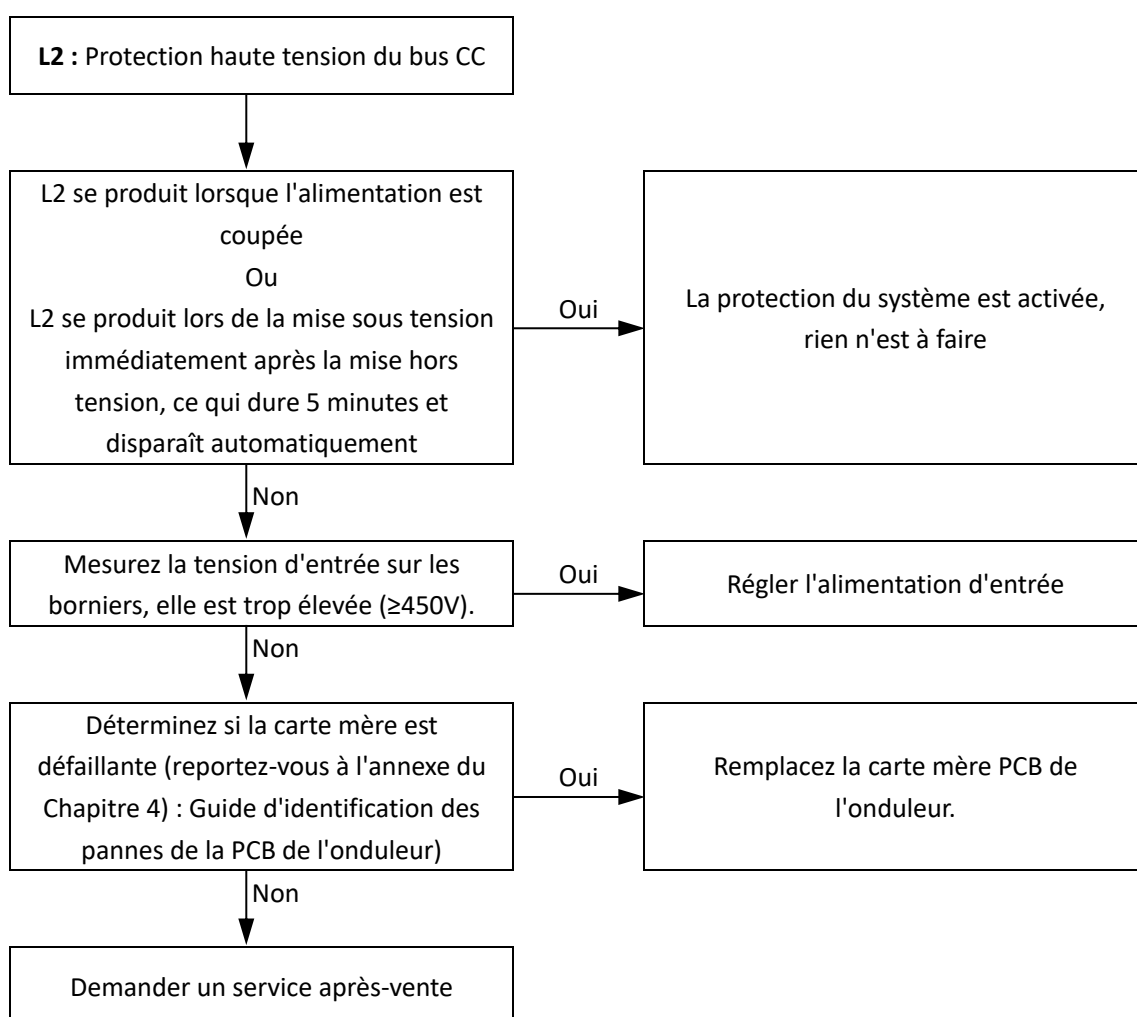 L2 : Protection haute tension du bus CC
L2 se produit lorsque l'alimentation est
coupée
Ou
L2 se produit lors de la mise sous tension
immédiatement après la mise hors
tension, ce qui dure 5 minutes et
disparaît automatiquement
Oui
La protection du système est activée,
rien n'est à faire
Non
Mesurez la tension d'entrée sur les
borniers, elle est trop élevée (≥450V).
Oui
Régler l'alimentation d'entrée
Non
Déterminez si la carte mère est
défaillante (reportez-vous à l'annexe du
Chapitre 4) : Guide d'identification des
pannes de la PCB de l'onduleur)
Oui
Remplacez la carte mère PCB de
l'onduleur.
Non
Demander un service après-vente